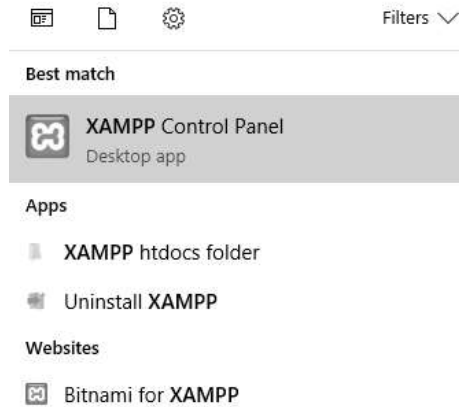 Filters
Best match
XAMPP Control Panel
Desktop app
Apps
XAMPP htdocs folder
Uninstall XAMPP
Websites
Bitnami for XAMPP